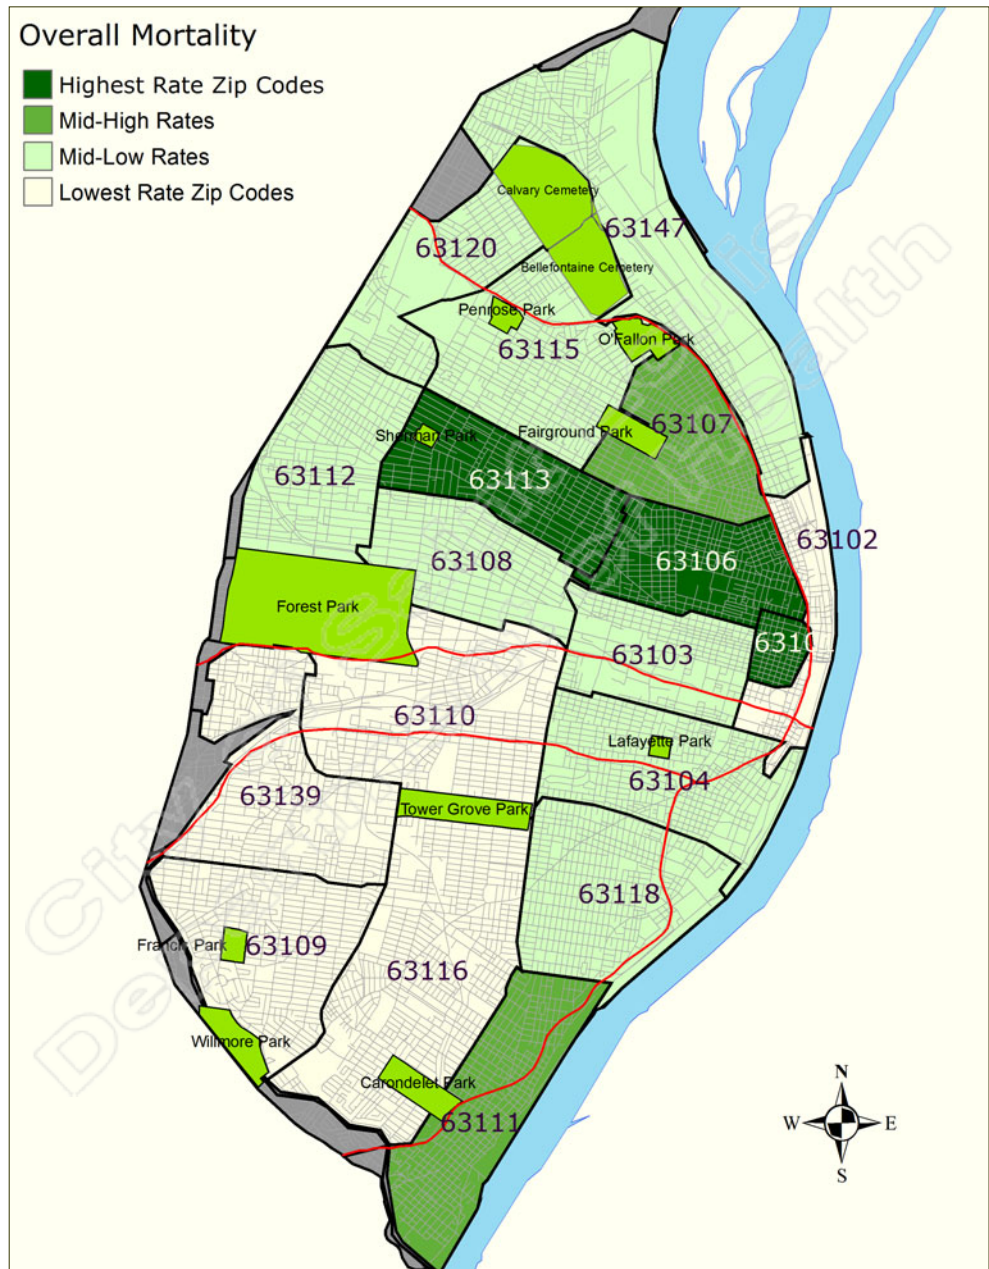 Overall Mortality
Highest Rate Zip Codes
Mid-High Rates
Mid-Low Rates
Lowest Rate Zip Codes
Calvary Cemetery
63147
63120
Bellefontaine Cemetery
Penrose Park
O'Fallon Park
63115
63107
Sherman Park
Fairground Park
63112
63113
63102
63108
63106
Forest Park
63101
63103
63110
Lafayette Park
63104
63139
Tower Grove Park
63118
Francis Park
63109
63116
Willmore Park
Carondelet Park
63111
N
W
E
S